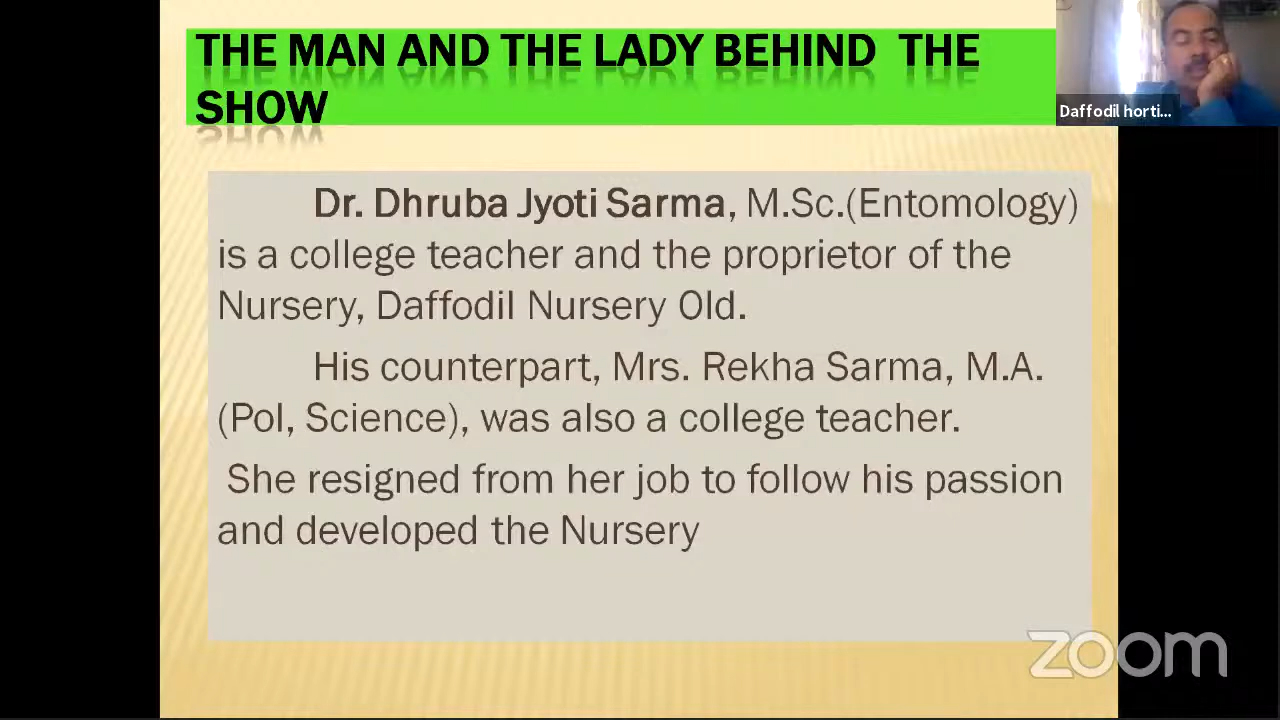 THE MAN AND THE LADY BEHIND THE
SHOW
Daffodil horti...
Dr. Dhruba Jyoti Sarma, M.Sc.(Entomology)
is a college teacher and the proprietor of the
Nursery, Daffodil Nursery Old.
His counterpart, Mrs. Rekha Sarma, M.A.
(Pol, Science), was also a college teacher.
She resigned from her job to follow his passion
and developed the Nursery
zoom